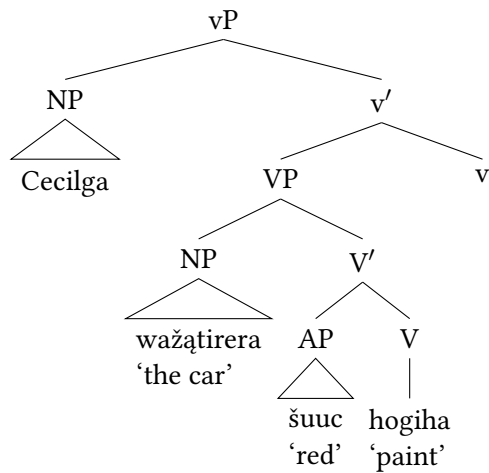 vP
NP v′
Cecilga VP v
NP V′
wažątirera AP V
‘the car’
šuuc hogiha
‘red’ ‘paint’